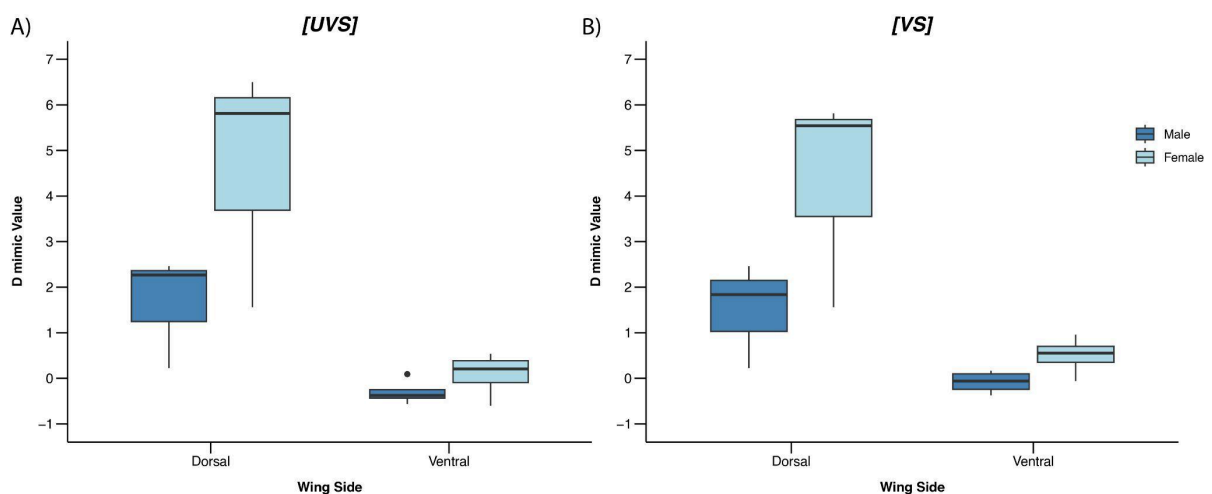 A)
[UVS]
D mimic Value
7
6
5
4
3
2
1
0
−1
Dorsal
Ventral
Wing Side
B)
[VS]
D mimic Value
7
6
5
4
3
2
1
0
−1
Dorsal
Ventral
Wing Side
Male
Female